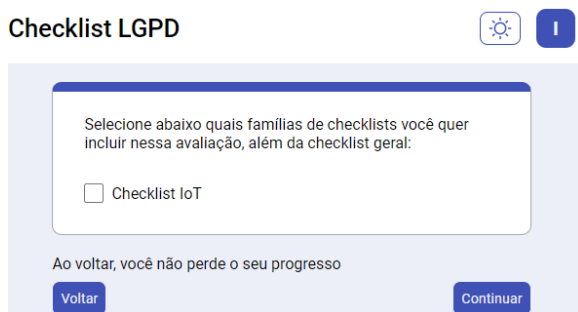 Checklist LGPD
I
Selecione abaixo quais famílias de checklists você quer
incluir nessa avaliação, além da checklist geral:
Checklist IoT
Ao voltar, você não perde o seu progresso
Voltar
Continuar